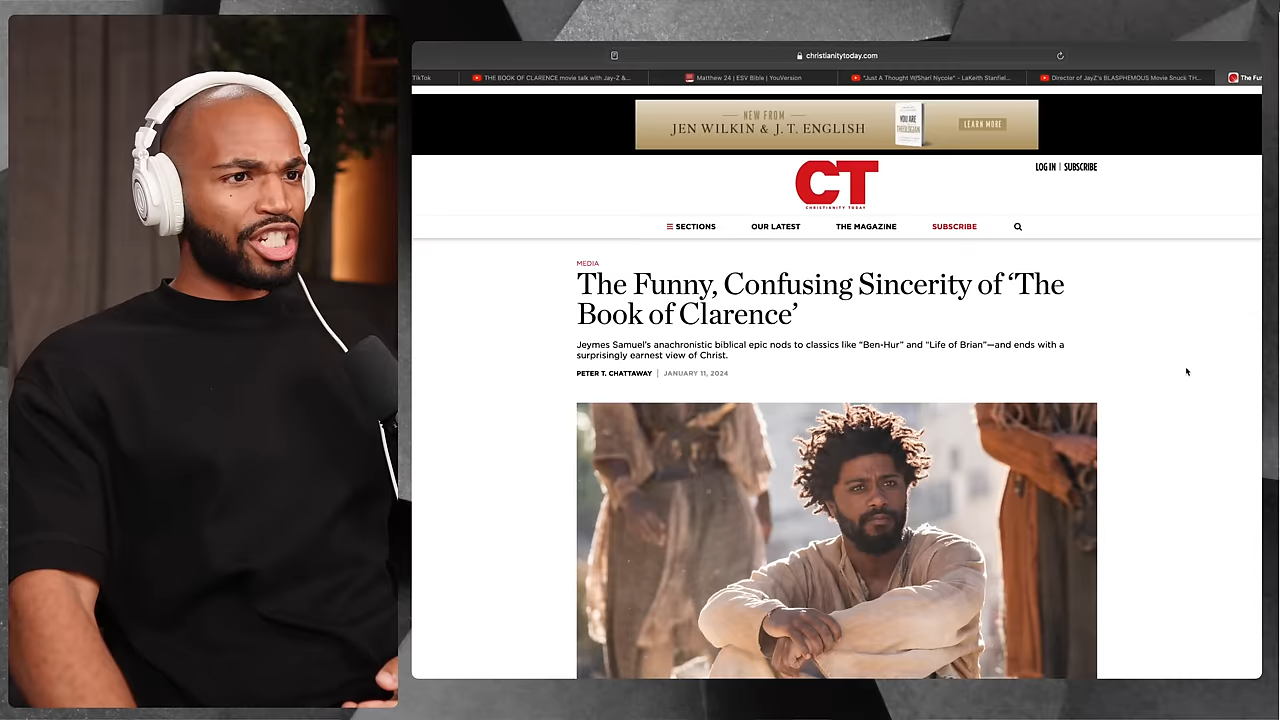 christianitytoday.com
TikTok
THE BOOK OF CLARENCE movie talk with Jay-Z &...
Matthew 24 | ESV Bible | YouVersion
"Just A Thought W/Shari Nycole" - LaKeith Stanfiel...
Director of JayZ's BLASPHEMOUS Movie Snuck TH...
The Fur
NEW FROM
JEN WILKIN & J. T. ENGLISH
YOU ARE
THEOLOGIAN
LEARN MORE
CT
CHRISTIANITY TODAY
LOG IN | SUBSCRIBE
SECTIONS
OUR LATEST
THE MAGAZINE
SUBSCRIBE
MEDIA
The Funny, Confusing Sincerity of ‘The
Book of Clarence’
Jeymes Samuel's anachronistic biblical epic nods to classics like “Ben-Hur” and “Life of Brian”—and ends with a
surprisingly earnest view of Christ.
PETER T. CHATTAWAY | JANUARY 11, 2024